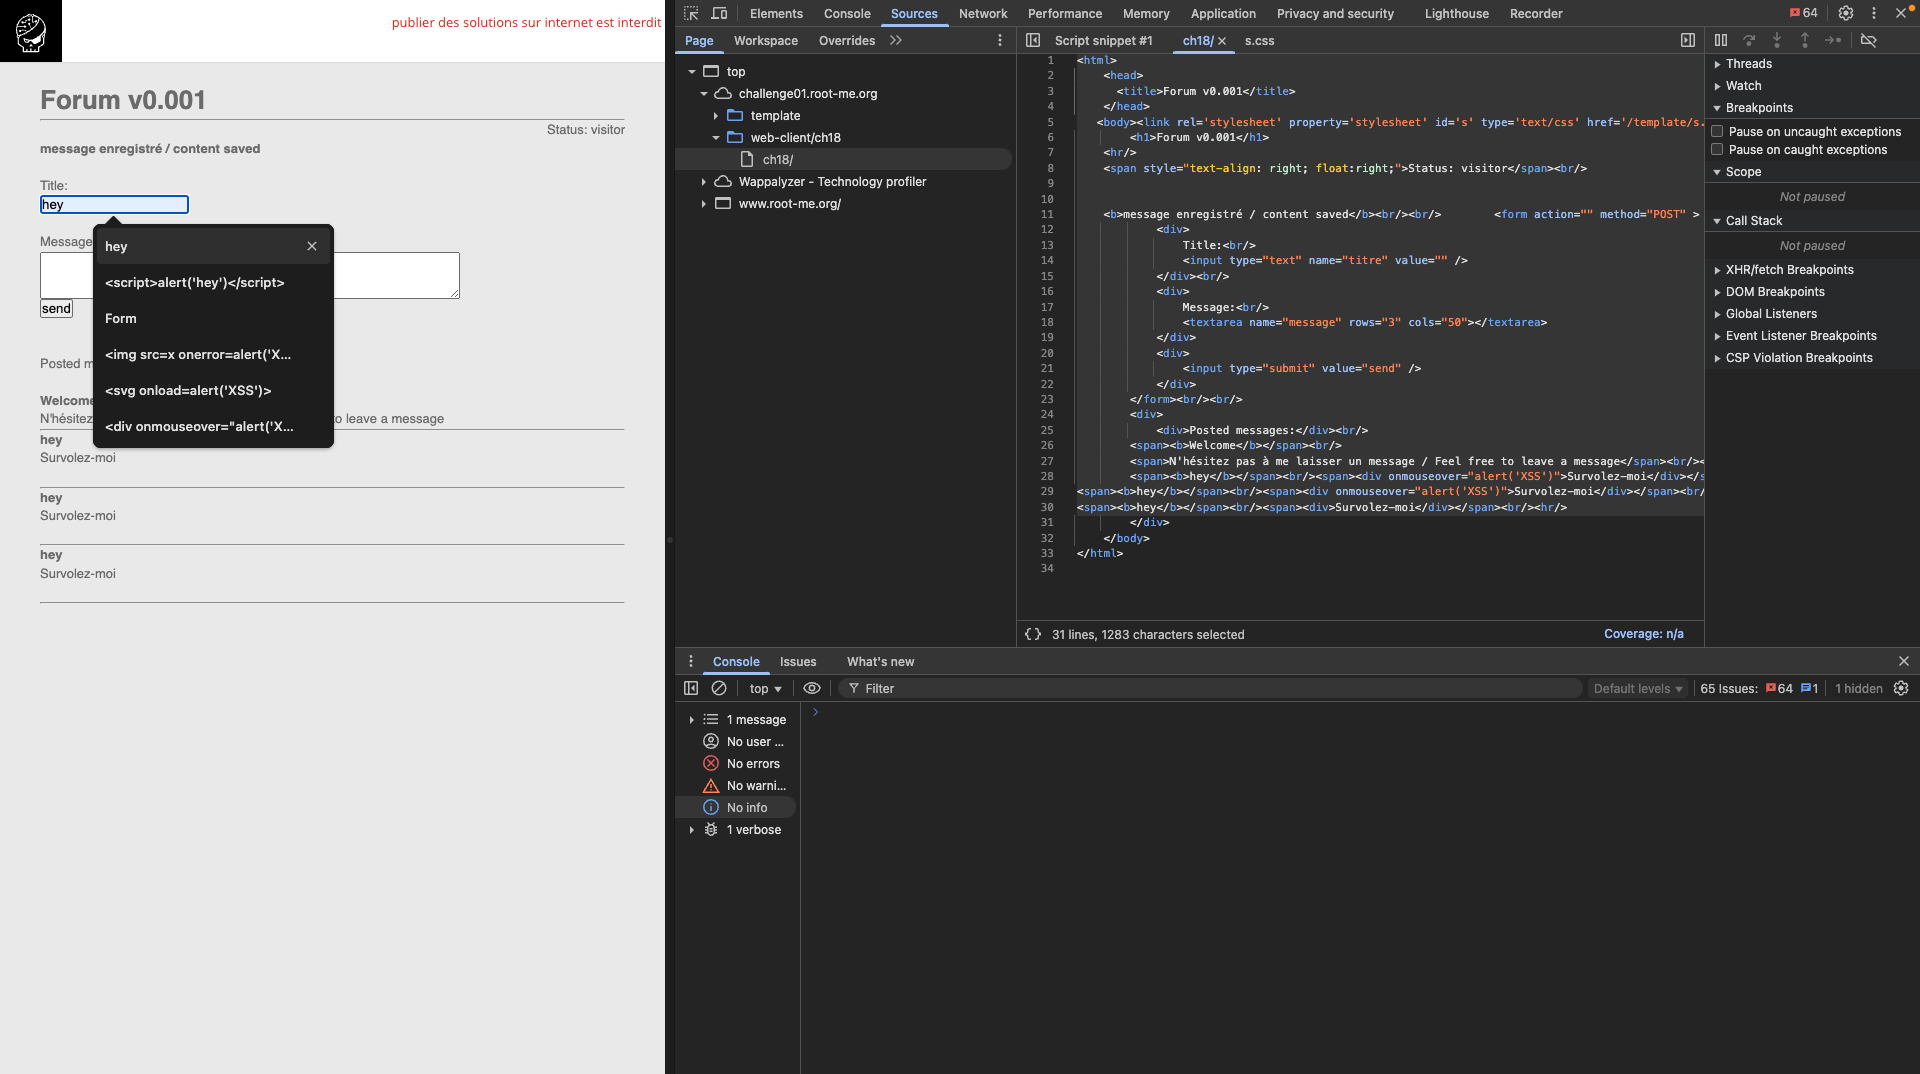 publier des solutions sur internet est interdit
Forum v0.001
Status: visitor
message enregistré / content saved
Title:
hey
Message
hey
<script>alert('hey')</script>
Form
<img src=x onerror=alert('X...
<svg onload=alert('XSS')>
<div onmouseover="alert('X...
send
Posted m
Welcome
N'hésitez
o leave a message
hey
Survolez-moi
hey
Survolez-moi
hey
Survolez-moi
Elements Console Sources Network Performance Memory Application Privacy and security Lighthouse Recorder 64
Page Workspace Overrides
top
challenge01.root-me.org
template
web-client/ch18
ch18/
Wappalyzer - Technology profiler
www.root-me.org/
Script snippet #1 ch18/ s.css
1 <html>
2 <head>
3 <title>Forum v0.001</title>
4 </head>
5 <body><link rel='stylesheet' property='stylesheet' id='s' type='text/css' href='/template/s.
6 <h1>Forum v0.001</h1>
7 <hr/>
8 <span style="text-align: right; float:right;">Status: visitor</span><br/>
9
10
11 <b>message enregistré / content saved</b><br/><br/> <form action="" method="POST" >
12 <div>
13 Title:<br/>
14 <input type="text" name="titre" value="" />
15 </div><br/>
16 <div>
17 Message:<br/>
18 <textarea name="message" rows="3" cols="50"></textarea>
19 </div>
20 <div>
21 <input type="submit" value="send" />
22 </div>
23 </form><br/><br/>
24 <div>
25 <div>Posted messages:</div><br/>
26 <span><b>Welcome</b></span><br/>
27 <span>N'hésitez pas à me laisser un message / Feel free to leave a message</span><br/><
28 <span><b>hey</b></span><br/><span><div onmouseover="alert('XSS')">Survolez-moi</div></s
29 <span><b>hey</b></span><br/><span><div onmouseover="alert('XSS')">Survolez-moi</div></span><br/
30 <span><b>hey</b></span><br/><span><div>Survolez-moi</div></span><br/><hr/>
31 </div>
32 </body>
33 </html>
34
{} 31 lines, 1283 characters selected
Coverage: n/a
Threads
Watch
Breakpoints
Pause on uncaught exceptions
Pause on caught exceptions
Scope
Not paused
Call Stack
Not paused
XHR/fetch Breakpoints
DOM Breakpoints
Global Listeners
Event Listener Breakpoints
CSP Violation Breakpoints
Console Issues What's new
top Filter Default levels 65 Issues: 64 1 1 hidden
1 message
No user ...
No errors
No warni...
No info
1 verbose